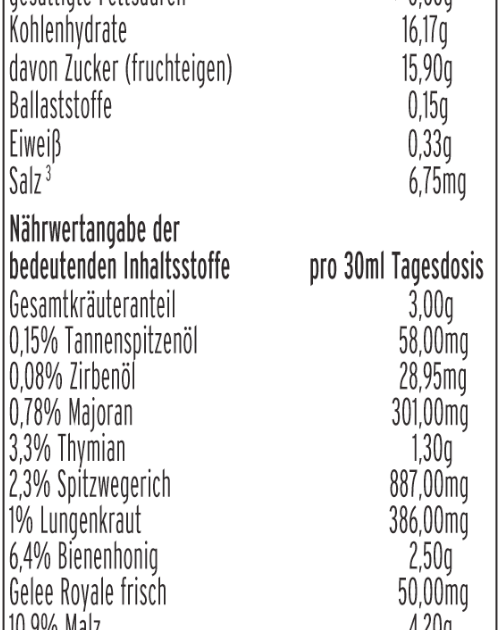 gesättigte Fettsäuren
Kohlenhydrate 16,17g
davon Zucker (fruchteigen) 15,90g
Ballaststoffe 0,15g
Eiweiß 0,33g
Salz ³ 6,75mg
Nährwertangabe der
bedeutenden Inhaltsstoffe pro 30ml Tagesdosis
Gesamtkräuteranteil 3,00g
0,15% Tannenspitzenöl 58,00mg
0,08% Zirbenöl 28,95mg
0,78% Majoran 301,00mg
3,3% Thymian 1,30g
2,3% Spitzwegerich 887,00mg
1% Lungenkraut 386,00mg
6,4% Bienenhonig 2,50g
Gelee Royale frisch 50,00mg
10,9% Malz 4,20g